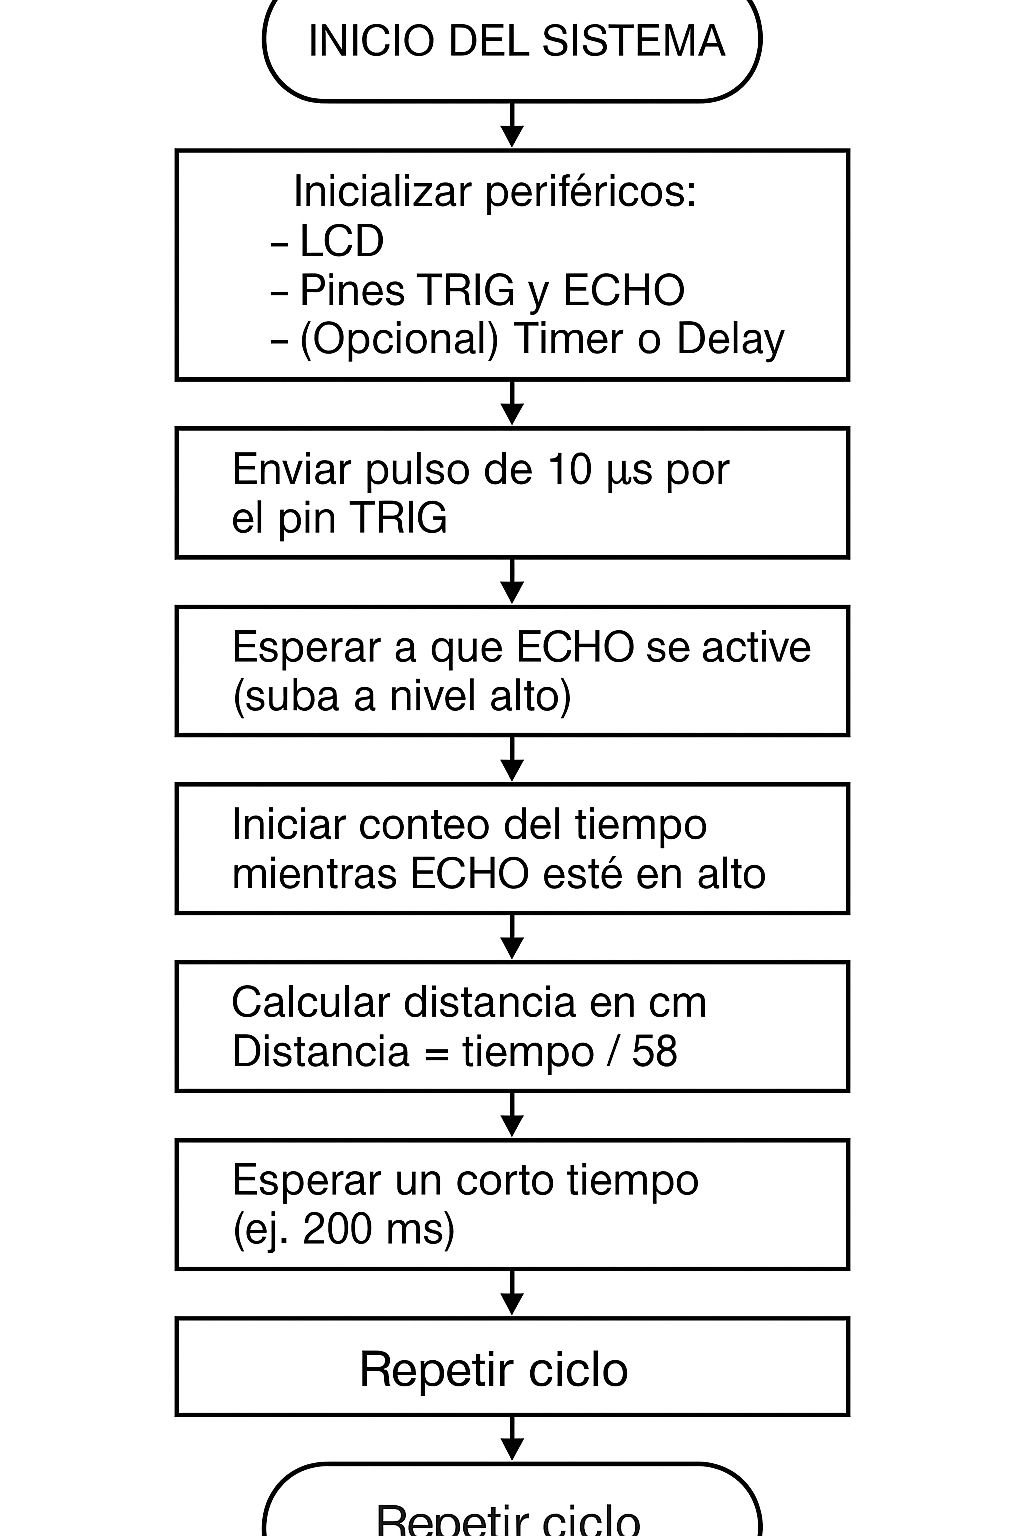 INICIO DEL SISTEMA
Inicializar periféricos:
– LCD
– Pines TRIG y ECHO
– (Opcional) Timer o Delay
Enviar pulso de 10 µs por
el pin TRIG
Esperar a que ECHO se active
(suba a nivel alto)
Iniciar conteo del tiempo
mientras ECHO esté en alto
Calcular distancia en cm
Distancia = tiempo / 58
Esperar un corto tiempo
(ej. 200 ms)
Repetir ciclo
Repetir ciclo